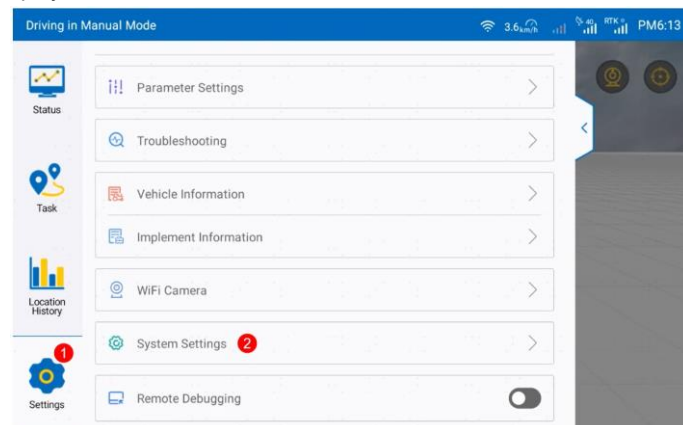 Driving in Manual Mode
3.6km/h
40
RTK
PM6:13
Status
Task
Location
History
1
Settings
Parameter Settings
Troubleshooting
Vehicle Information
Implement Information
WiFi Camera
System Settings 2
Remote Debugging